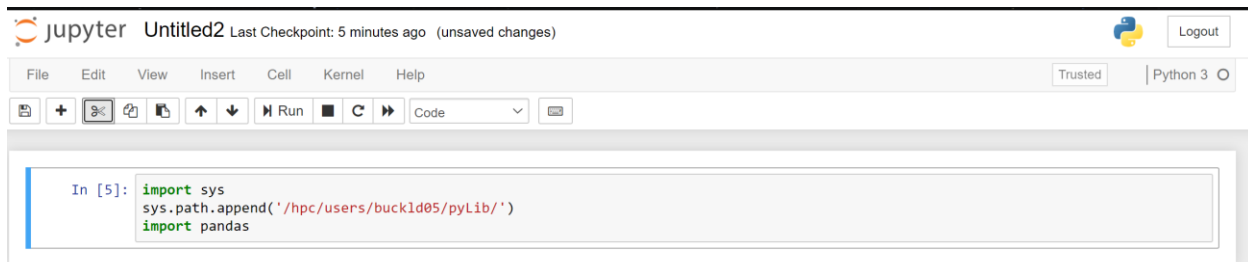 jupyter Untitled2 Last Checkpoint: 5 minutes ago (unsaved changes) Logout
File Edit View Insert Cell Kernel Help Trusted Python 3
Run Code
In [5]: import sys
sys.path.append('/hpc/users/buckld05/pyLib/')
import pandas